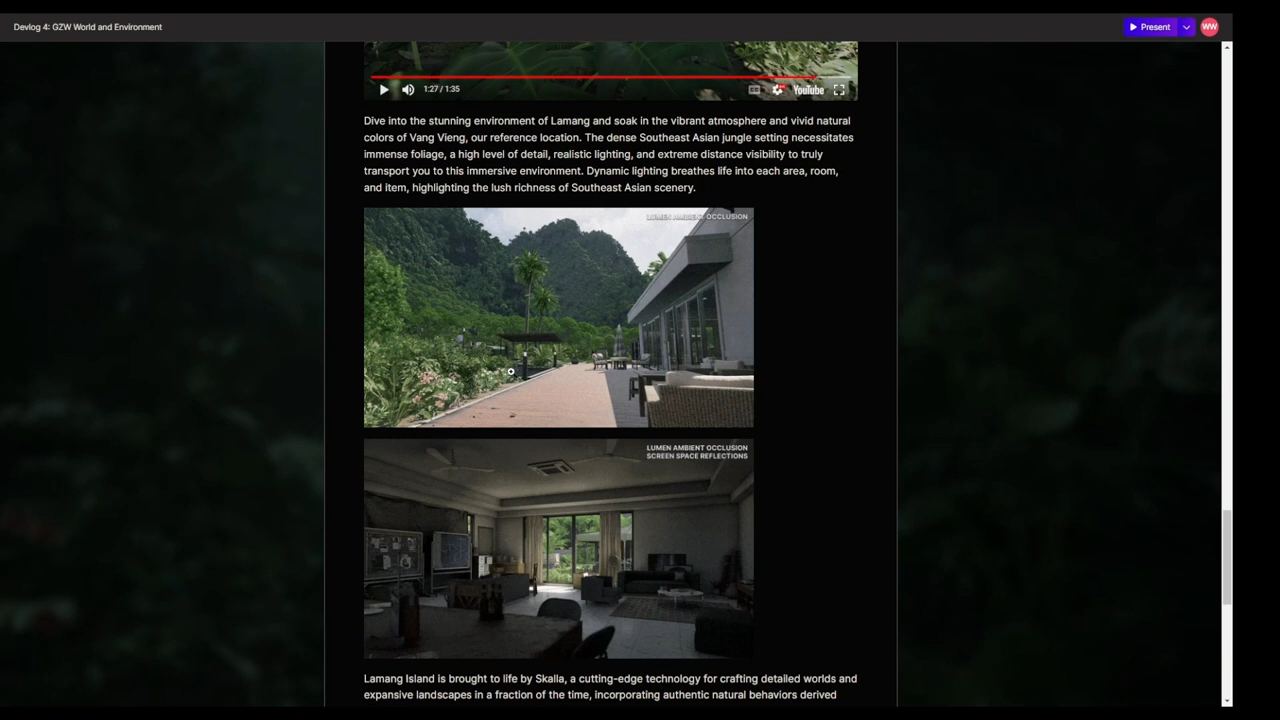 Devlog 4: GZW World and Environment
Present
WW
1:27 / 1:35
CC
YouTube
Dive into the stunning environment of Lamang and soak in the vibrant atmosphere and vivid natural
colors of Vang Vieng, our reference location. The dense Southeast Asian jungle setting necessitates
immense foliage, a high level of detail, realistic lighting, and extreme distance visibility to truly
transport you to this immersive environment. Dynamic lighting breathes life into each area, room,
and item, highlighting the lush richness of Southeast Asian scenery.
LUMEN AMBIENT OCCLUSION
LUMEN AMBIENT OCCLUSION
SCREEN SPACE REFLECTIONS
Lamang Island is brought to life by Skalla, a cutting-edge technology for crafting detailed worlds and
expansive landscapes in a fraction of the time, incorporating authentic natural behaviors derived